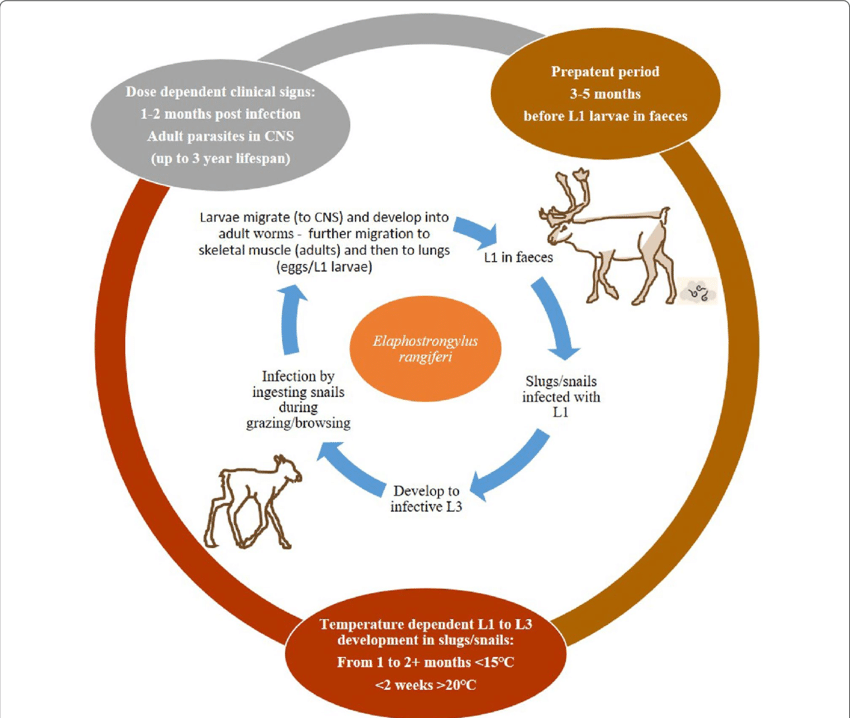 Dose dependent clinical signs:
1-2 months post infection
Adult parasites in CNS
(up to 3 year lifespan)
Prepatent period
3-5 months
before L1 larvae in faeces
Larvae migrate (to CNS) and develop into
adult worms - further migration to
skeletal muscle (adults) and then to lungs
(eggs/L1 larvae)
L1 in faeces
Elaphostrongylus
rangiferi
Slugs/snails
infected with
L1
Infection by
ingesting snails
during
grazing/browsing
Develop to
infective L3
Temperature dependent L1 to L3
development in slugs/snails:
From 1 to 2+ months <15°C
<2 weeks >20°C